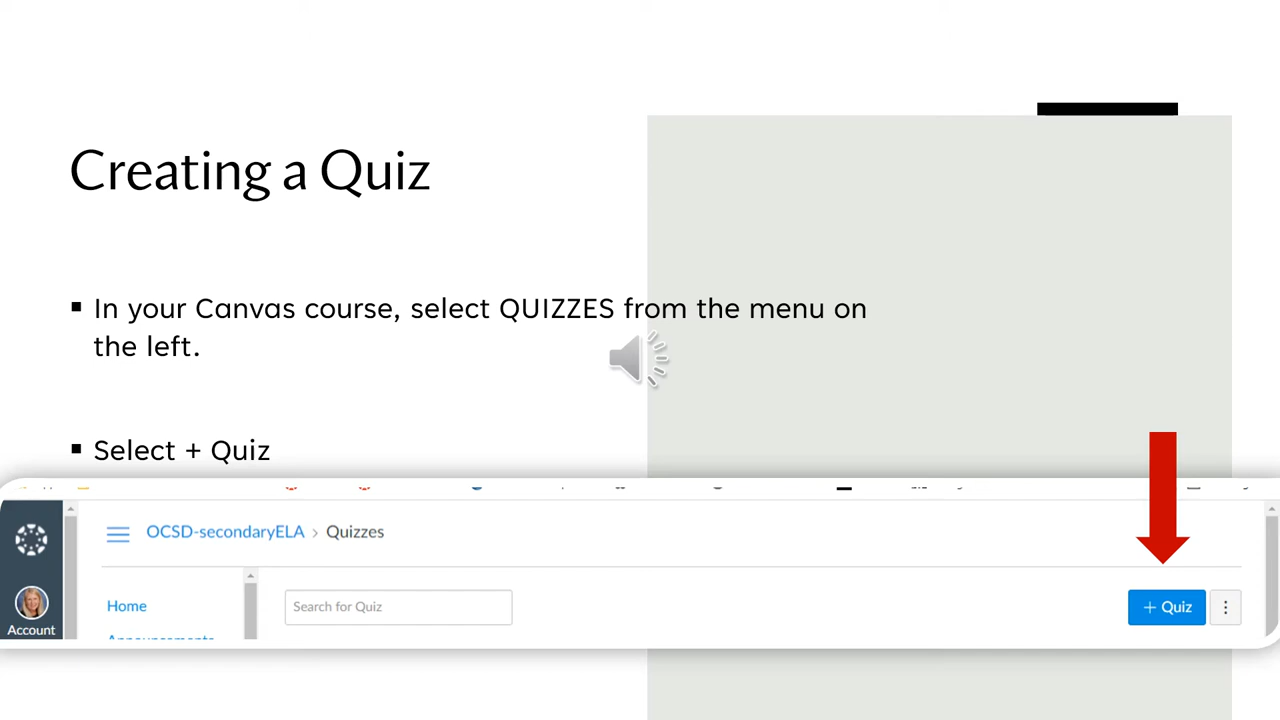 Creating a Quiz
In your Canvas course, select QUIZZES from the menu on
the left.
Select + Quiz
OCSD-secondaryELA > Quizzes
Home
Search for Quiz
+ Quiz
Account
Announcements